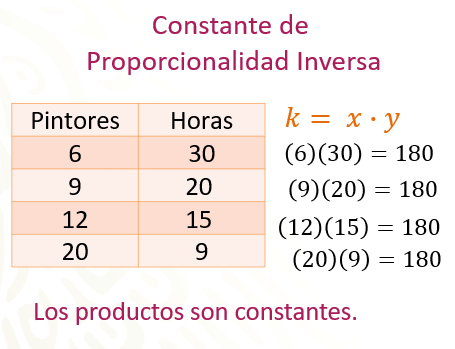 Constante de
Proporcionalidad Inversa
Pintores Horas
6 30
9 20
12 15
20 9
k = x · y
(6)(30) = 180
(9)(20) = 180
(12)(15) = 180
(20)(9) = 180
Los productos son constantes.